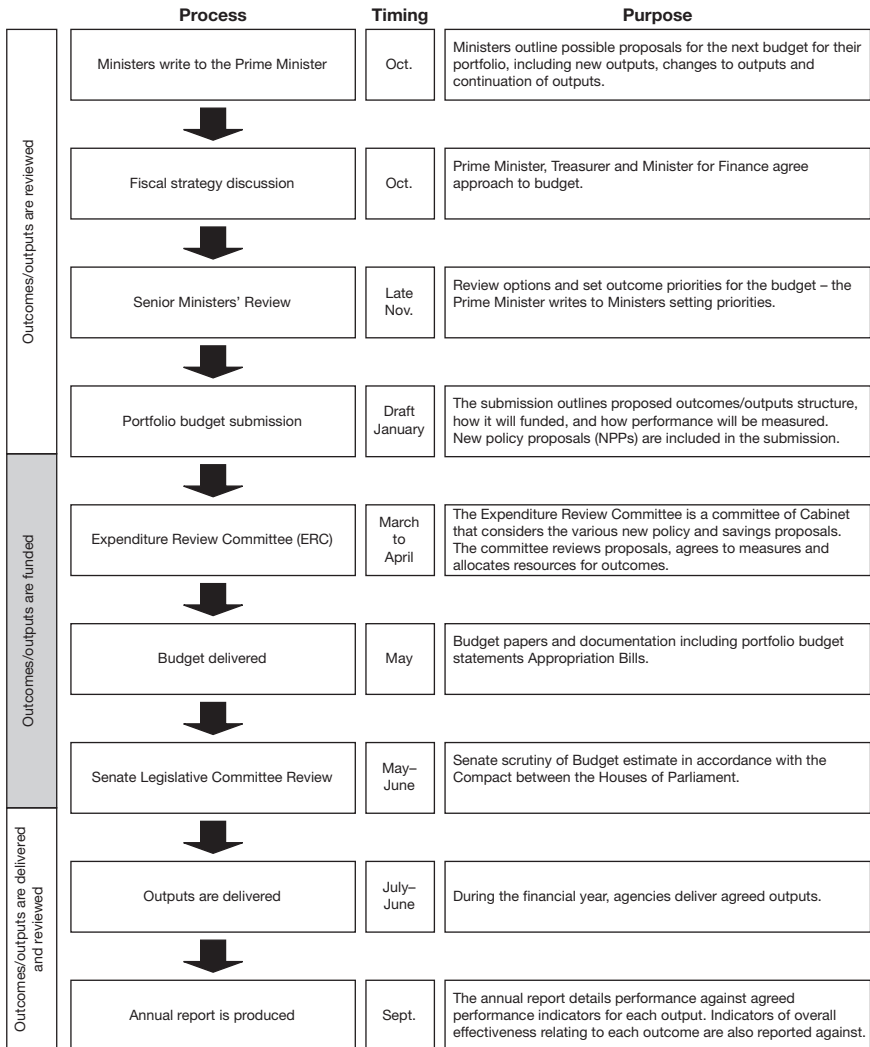 Process Timing Purpose
Outcomes/outputs are reviewed
Ministers write to the Prime Minister
Oct.
Ministers outline possible proposals for the next budget for their
portfolio, including new outputs, changes to outputs and
continuation of outputs.
Fiscal strategy discussion
Oct.
Prime Minister, Treasurer and Minister for Finance agree
approach to budget.
Senior Ministers' Review
Late
Nov.
Review options and set outcome priorities for the budget – the
Prime Minister writes to Ministers setting priorities.
Portfolio budget submission
Draft
January
The submission outlines proposed outcomes/outputs structure,
how it will funded, and how performance will be measured.
New policy proposals (NPPs) are included in the submission.
Outcomes/outputs are funded
Expenditure Review Committee (ERC)
March
to
April
The Expenditure Review Committee is a committee of Cabinet
that considers the various new policy and savings proposals.
The committee reviews proposals, agrees to measures and
allocates resources for outcomes.
Budget delivered
May
Budget papers and documentation including portfolio budget
statements Appropriation Bills.
Senate Legislative Committee Review
May–
June
Senate scrutiny of Budget estimate in accordance with the
Compact between the Houses of Parliament.
Outcomes/outputs are delivered
and reviewed
Outputs are delivered
July–
June
During the financial year, agencies deliver agreed outputs.
Annual report is produced
Sept.
The annual report details performance against agreed
performance indicators for each output. Indicators of overall
effectiveness relating to each outcome are also reported against.